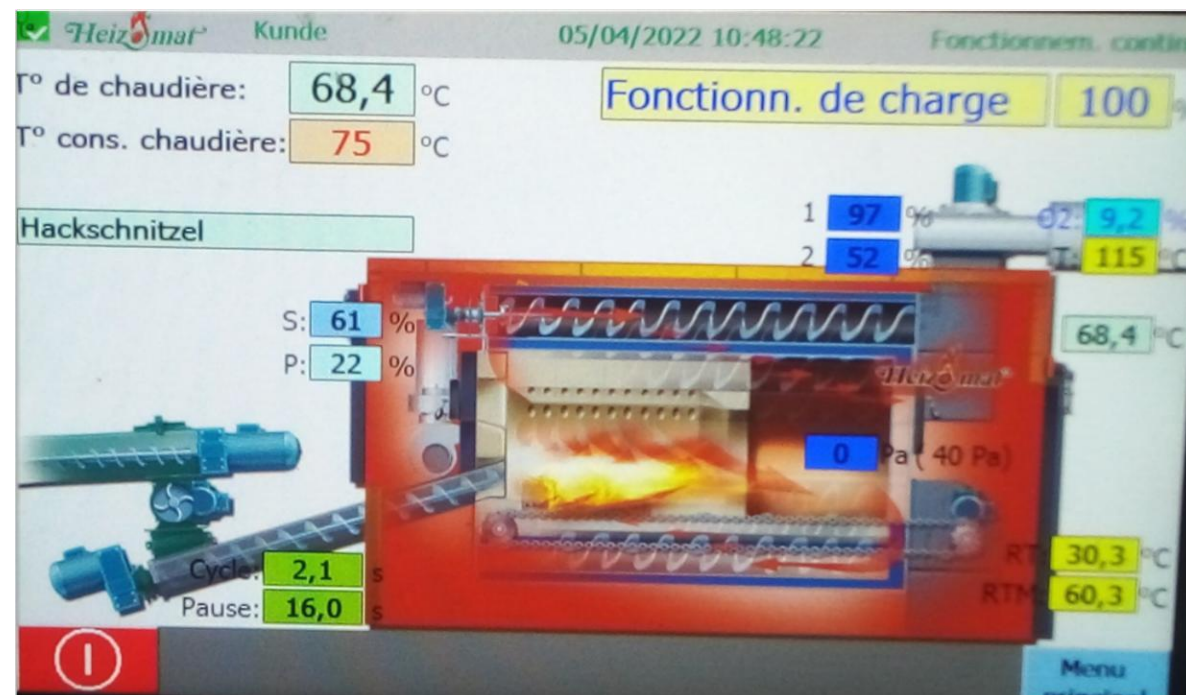 Heizomat Kunde 05/04/2022 10:48:22 Fonctionnem. contin
T° de chaudière: 68,4 °C
Fonctionn. de charge 100 %
T° cons. chaudière: 75 °C
Hackschnitzel
1 97 %
O2: 9,2 %
2 52 %
T: 115 °C
S: 61 %
68,4 °C
P: 22 %
Heizomat
0 Pa ( 40 Pa)
Cycle: 2,1 s
RT: 30,3 °C
Pause: 16,0 s
RTM: 60,3 °C
Menu